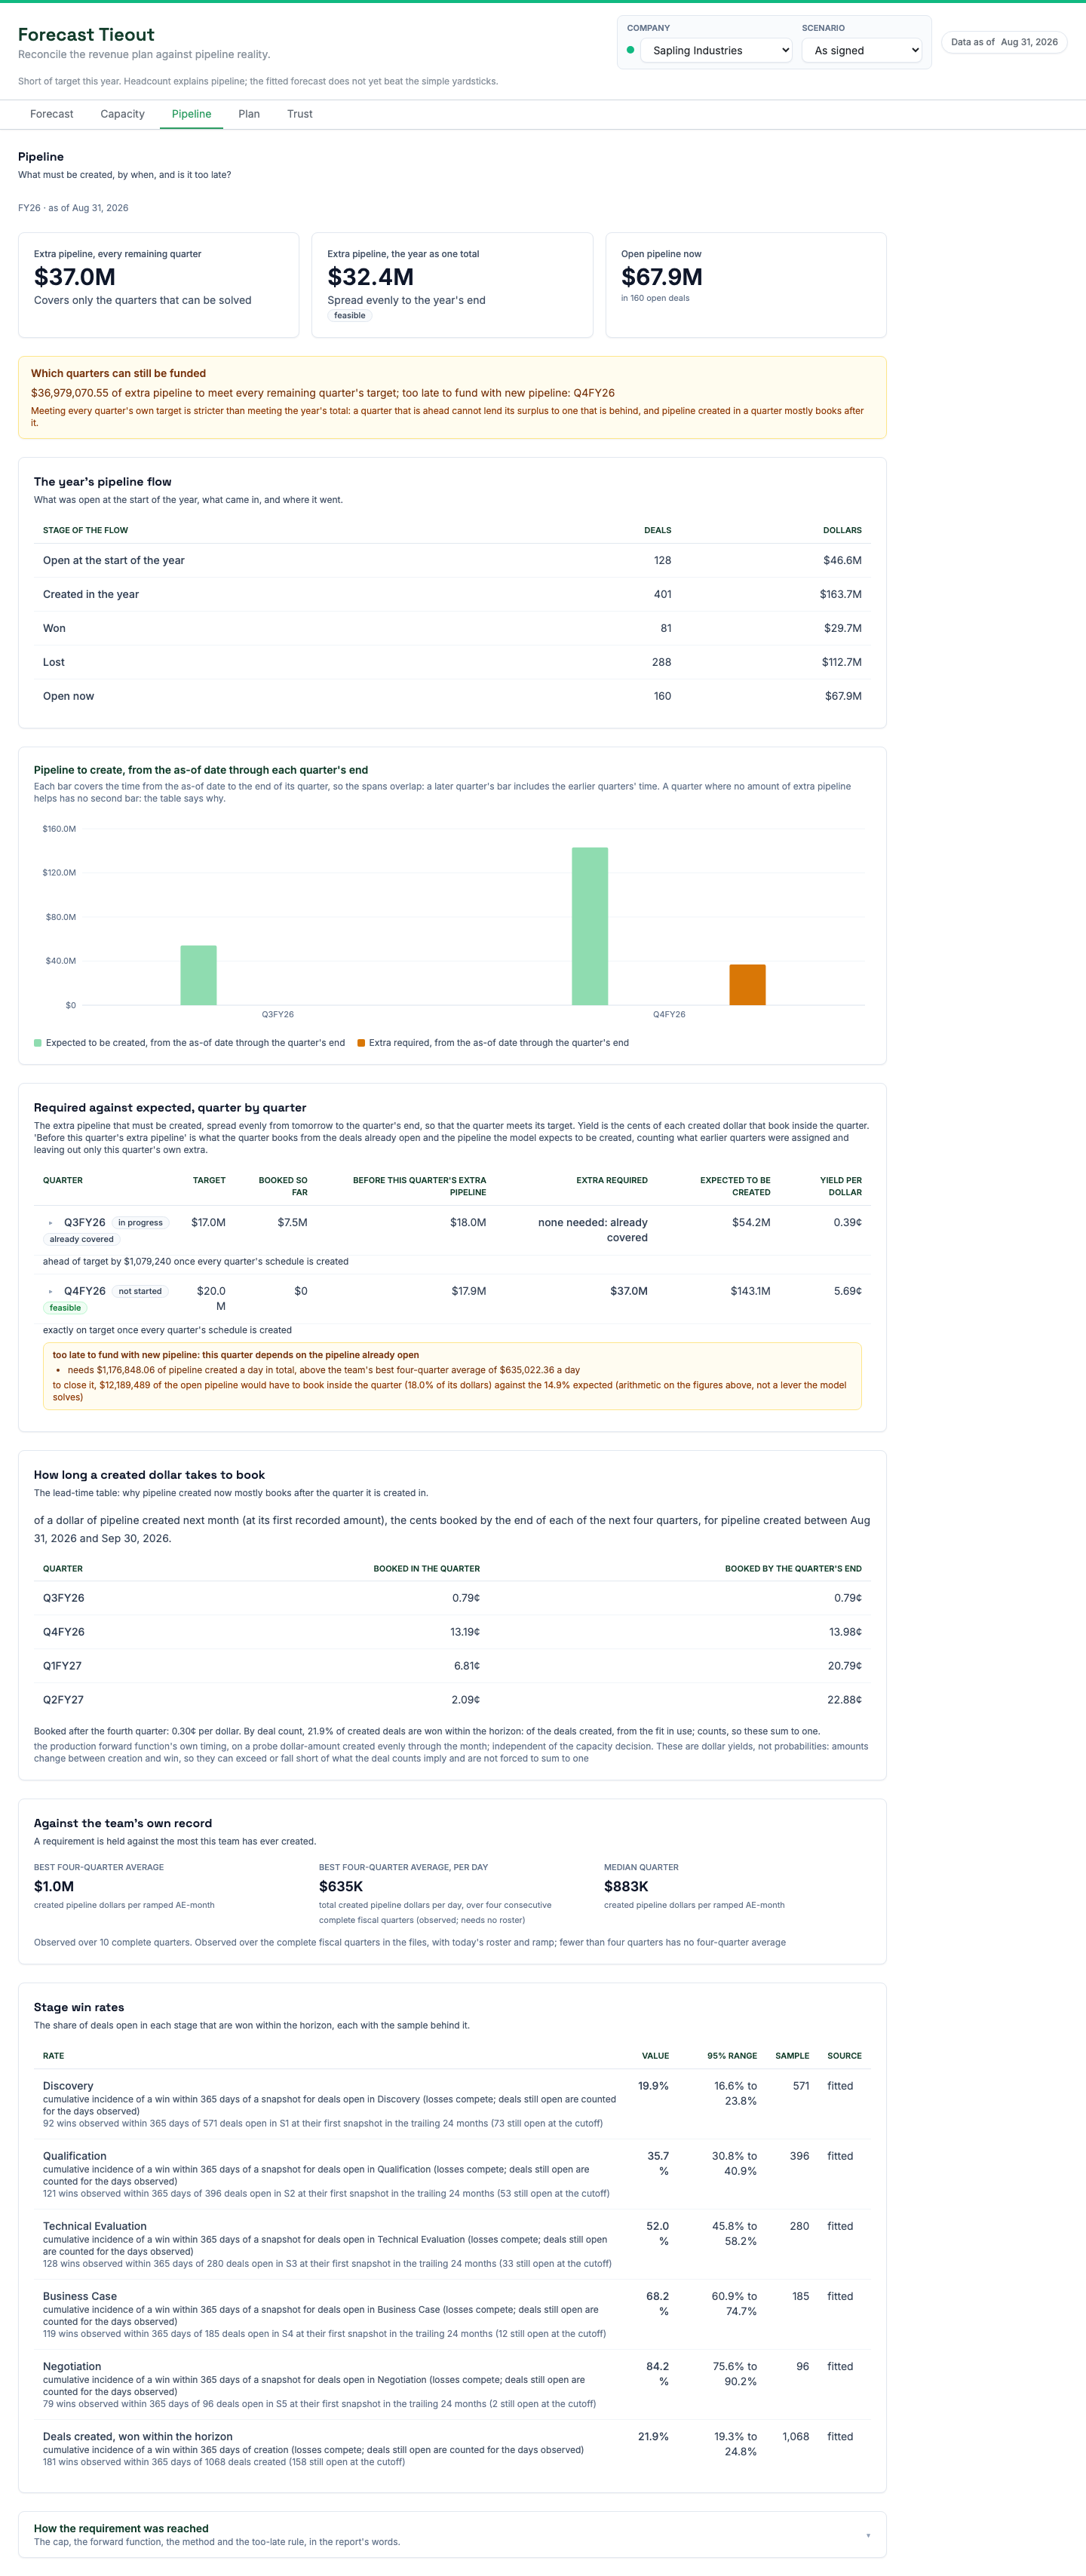 Forecast Tieout
Reconcile the revenue plan against pipeline reality.
COMPANY
SCENARIO
Sapling Industries
As signed
Data as of Aug 31, 2026
Short of target this year. Headcount explains pipeline; the fitted forecast does not yet beat the simple yardsticks.
Forecast
Capacity
Pipeline
Plan
Trust
Pipeline
What must be created, by when, and is it too late?
FY26 · as of Aug 31, 2026
Extra pipeline, every remaining quarter
$37.0M
Covers only the quarters that can be solved
Extra pipeline, the year as one total
$32.4M
Spread evenly to the year's end
feasible
Open pipeline now
$67.9M
in 160 open deals
Which quarters can still be funded
$36,979,070.55 of extra pipeline to meet every remaining quarter's target; too late to fund with new pipeline: Q4FY26
Meeting every quarter's own target is stricter than meeting the year's total: a quarter that is ahead cannot lend its surplus to one that is behind, and pipeline created in a quarter mostly books after
it.
The year's pipeline flow
What was open at the start of the year, what came in, and where it went.
STAGE OF THE FLOW DEALS DOLLARS
Open at the start of the year 128 $46.6M
Created in the year 401 $163.7M
Won 81 $29.7M
Lost 288 $112.7M
Open now 160 $67.9M
Pipeline to create, from the as-of date through each quarter's end
Each bar covers the time from the as-of date to the end of its quarter, so the spans overlap: a later quarter's bar includes the earlier quarters' time. A quarter where no amount of extra pipeline
helps has no second bar: the table says why.
$160.0M
$120.0M
$80.0M
$40.0M
$0
Q3FY26
Q4FY26
Expected to be created, from the as-of date through the quarter's end
Extra required, from the as-of date through the quarter's end
Required against expected, quarter by quarter
The extra pipeline that must be created, spread evenly from tomorrow to the quarter's end, so that the quarter meets its target. Yield is the cents of each created dollar that book inside the quarter.
'Before this quarter's extra pipeline' is what the quarter books from the deals already open and the pipeline the model expects to be created, counting what earlier quarters were assigned and
leaving out only this quarter's own extra.
QUARTER TARGET BOOKED SO BEFORE THIS QUARTER'S EXTRA EXTRA REQUIRED EXPECTED TO BE YIELD PER
FAR PIPELINE CREATED DOLLAR
Q3FY26 in progress $17.0M $7.5M $18.0M none needed: already $54.2M 0.39¢
already covered covered
ahead of target by $1,079,240 once every quarter's schedule is created
Q4FY26 not started $20.0 $0 $17.9M $37.0M $143.1M 5.69¢
feasible M
exactly on target once every quarter's schedule is created
too late to fund with new pipeline: this quarter depends on the pipeline already open
• needs $1,176,848.06 of pipeline created a day in total, above the team's best four-quarter average of $635,022.36 a day
to close it, $12,189,489 of the open pipeline would have to book inside the quarter (18.0% of its dollars) against the 14.9% expected (arithmetic on the figures above, not a lever the model
solves)
How long a created dollar takes to book
The lead-time table: why pipeline created now mostly books after the quarter it is created in.
of a dollar of pipeline created next month (at its first recorded amount), the cents booked by the end of each of the next four quarters, for pipeline created between Aug
31, 2026 and Sep 30, 2026.
QUARTER BOOKED IN THE QUARTER BOOKED BY THE QUARTER'S END
Q3FY26 0.79¢ 0.79¢
Q4FY26 13.19¢ 13.98¢
Q1FY27 6.81¢ 20.79¢
Q2FY27 2.09¢ 22.88¢
Booked after the fourth quarter: 0.30¢ per dollar. By deal count, 21.9% of created deals are won within the horizon: of the deals created, from the fit in use; counts, so these sum to one.
the production forward function's own timing, on a probe dollar-amount created evenly through the month; independent of the capacity decision. These are dollar yields, not probabilities: amounts
change between creation and win, so they can exceed or fall short of what the deal counts imply and are not forced to sum to one
Against the team's own record
A requirement is held against the most this team has ever created.
BEST FOUR-QUARTER AVERAGE
$1.0M
created pipeline dollars per ramped AE-month
BEST FOUR-QUARTER AVERAGE, PER DAY
$635K
total created pipeline dollars per day, over four consecutive
complete fiscal quarters (observed; needs no roster)
MEDIAN QUARTER
$883K
created pipeline dollars per ramped AE-month
Observed over 10 complete quarters. Observed over the complete fiscal quarters in the files, with today's roster and ramp; fewer than four quarters has no four-quarter average
Stage win rates
The share of deals open in each stage that are won within the horizon, each with the sample behind it.
RATE VALUE 95% RANGE SAMPLE SOURCE
Discovery 19.9% 16.6% to 571 fitted
23.8%
cumulative incidence of a win within 365 days of a snapshot for deals open in Discovery (losses compete; deals still open are counted
for the days observed)
92 wins observed within 365 days of 571 deals open in S1 at their first snapshot in the trailing 24 months (73 still open at the cutoff)
Qualification 35.7 30.8% to 396 fitted
% 40.9%
cumulative incidence of a win within 365 days of a snapshot for deals open in Qualification (losses compete; deals still open are
counted for the days observed)
121 wins observed within 365 days of 396 deals open in S2 at their first snapshot in the trailing 24 months (53 still open at the cutoff)
Technical Evaluation 52.0 45.8% to 280 fitted
% 58.2%
cumulative incidence of a win within 365 days of a snapshot for deals open in Technical Evaluation (losses compete; deals still open
are counted for the days observed)
128 wins observed within 365 days of 280 deals open in S3 at their first snapshot in the trailing 24 months (33 still open at the cutoff)
Business Case 68.2 60.9% to 185 fitted
% 74.7%
cumulative incidence of a win within 365 days of a snapshot for deals open in Business Case (losses compete; deals still open are
counted for the days observed)
119 wins observed within 365 days of 185 deals open in S4 at their first snapshot in the trailing 24 months (12 still open at the cutoff)
Negotiation 84.2 75.6% to 96 fitted
% 90.2%
cumulative incidence of a win within 365 days of a snapshot for deals open in Negotiation (losses compete; deals still open are
counted for the days observed)
79 wins observed within 365 days of 96 deals open in S5 at their first snapshot in the trailing 24 months (2 still open at the cutoff)
Deals created, won within the horizon 21.9% 19.3% to 1,068 fitted
24.8%
cumulative incidence of a win within 365 days of creation (losses compete; deals still open are counted for the days observed)
181 wins observed within 365 days of 1068 deals created (158 still open at the cutoff)
How the requirement was reached
The cap, the forward function, the method and the too-late rule, in the report's words.